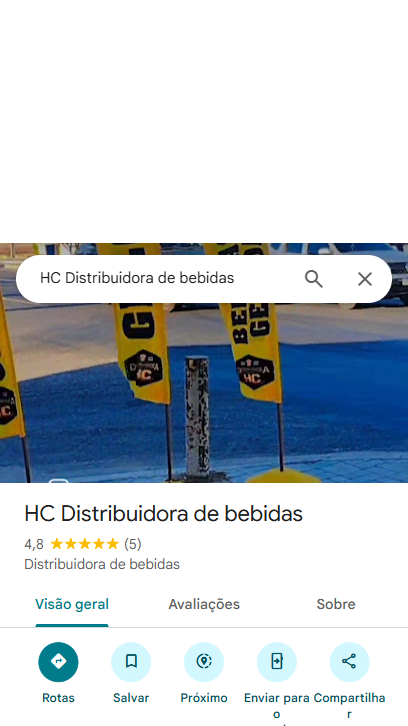 HC Distribuidora de bebidas
HC
HC
HC
HC Distribuidora de bebidas
4,8 (5)
Distribuidora de bebidas
Visão geral
Avaliações
Sobre
Rotas
Salvar
Próximo
Enviar para o
Compartilhar